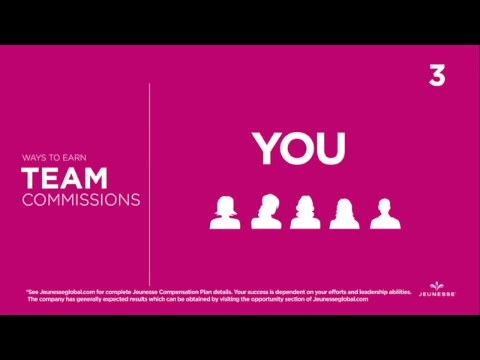 3
WAYS TO EARN
TEAM
COMMISSIONS
YOU
*See Jeunesseglobal.com for complete Jeunesse Compensation Plan details. Your success is dependent on your efforts and leadership abilities.
The company has generally expected results which can be obtained by visiting the opportunity section of Jeunesseglobal.com
JEUNESSE